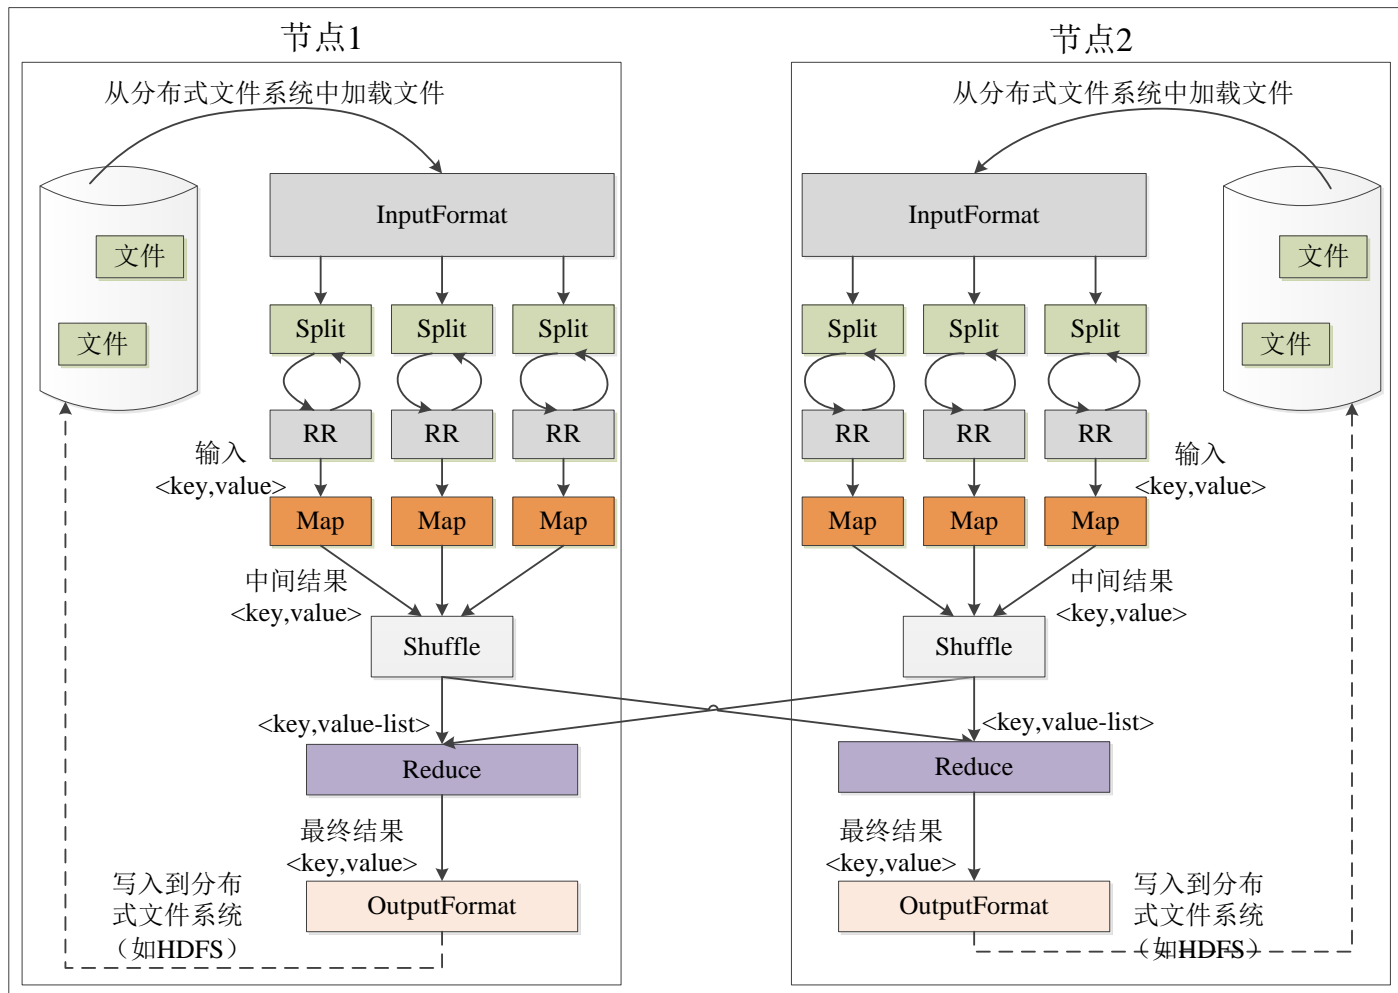 节点1
从分布式文件系统中加载文件
InputFormat
文件
文件
Split Split Split
RR RR RR
输入
<key,value>
Map Map Map
中间结果
<key,value>
Shuffle
<key,value-list>
Reduce
最终结果
<key,value>
OutputFormat
写入到分布
式文件系统
（如HDFS）
节点2
从分布式文件系统中加载文件
InputFormat
文件
文件
Split Split Split
RR RR RR
输入
<key,value>
Map Map Map
中间结果
<key,value>
Shuffle
<key,value-list>
Reduce
最终结果
<key,value>
OutputFormat
写入到分布
式文件系统
（如HDFS）